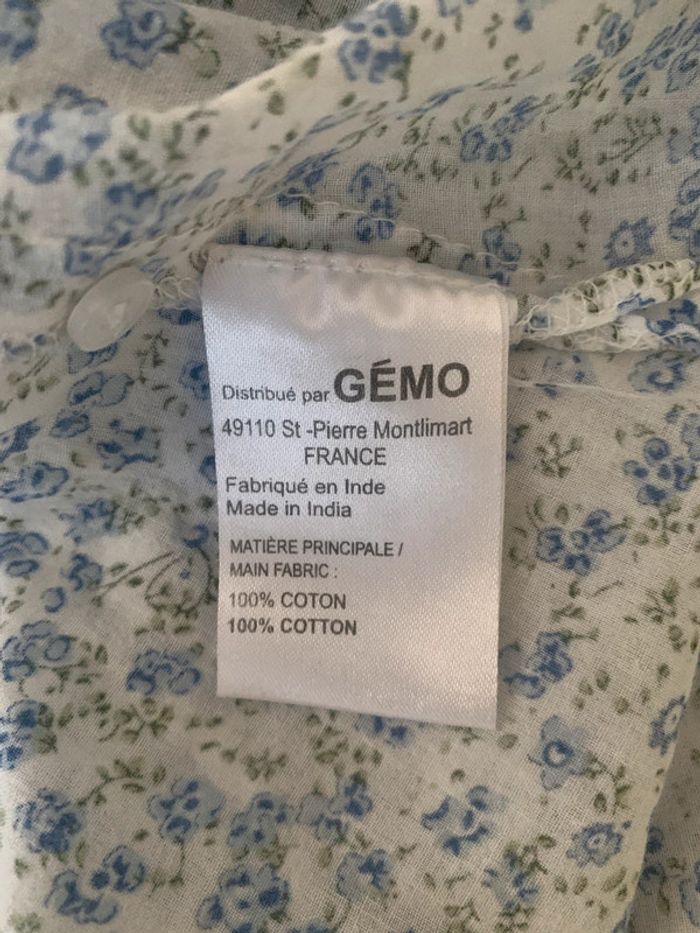 Distribué par GÉMO
49110 St -Pierre Montlimart
FRANCE
Fabriqué en Inde
Made in India
MATIÈRE PRINCIPALE /
MAIN FABRIC :
100% COTON
100% COTTON